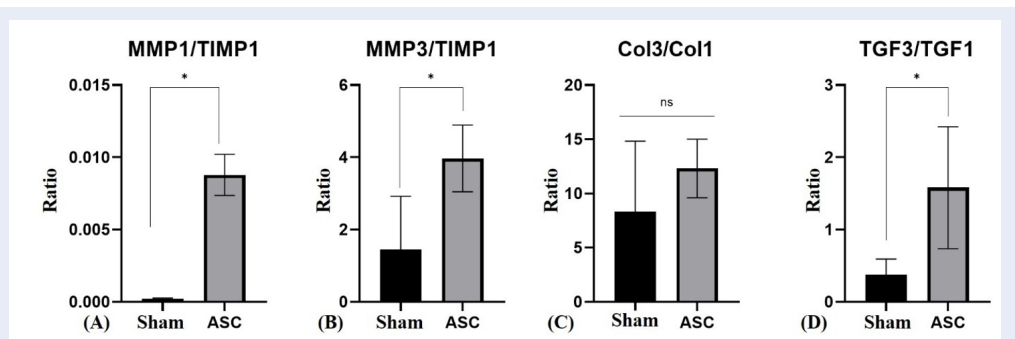 MMP1/TIMP1
*
0.015
0.010
0.005
0.000
Ratio
(A) Sham ASC
MMP3/TIMP1
*
6
4
2
0
Ratio
(B) Sham ASC
Col3/Col1
ns
20
15
10
5
0
Ratio
(C) Sham ASC
TGF3/TGF1
*
3
2
1
0
Ratio
(D) Sham ASC